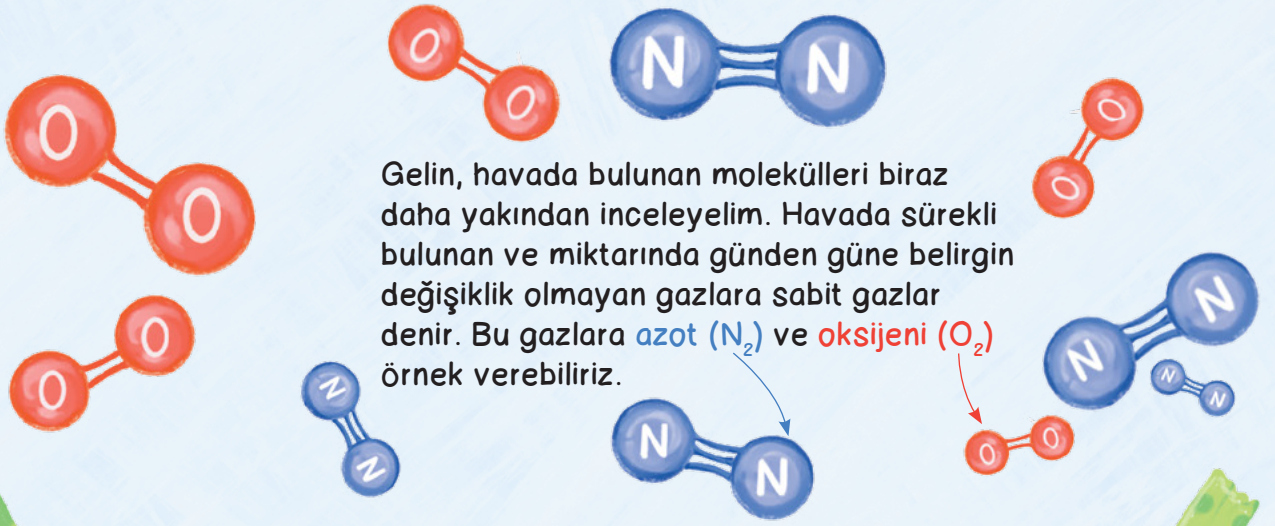 O O
N N
O O
O O
Gelin, havada bulunan molekülleri biraz
daha yakından inceleyelim. Havada sürekli
bulunan ve miktarında günden güne belirgin
değişiklik olmayan gazlara sabit gazlar
denir. Bu gazlara azot (N₂) ve oksijeni (O₂)
örnek verebiliriz.
O O
N N
N N
N N
N N
O O